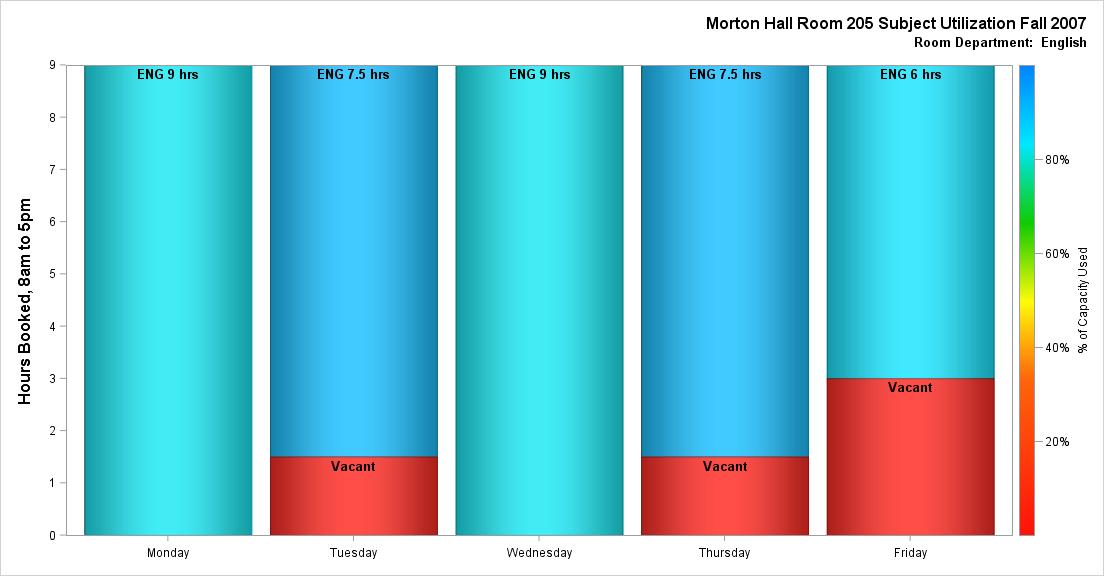 Morton Hall Room 205 Subject Utilization Fall 2007
Room Department: English
Hours Booked, 8am to 5pm
9
8
7
6
5
4
3
2
1
0
ENG 9 hrs
ENG 7.5 hrs
ENG 9 hrs
ENG 7.5 hrs
ENG 6 hrs
Vacant
Vacant
Vacant
Monday
Tuesday
Wednesday
Thursday
Friday
80%
60%
40%
20%
% of Capacity Used